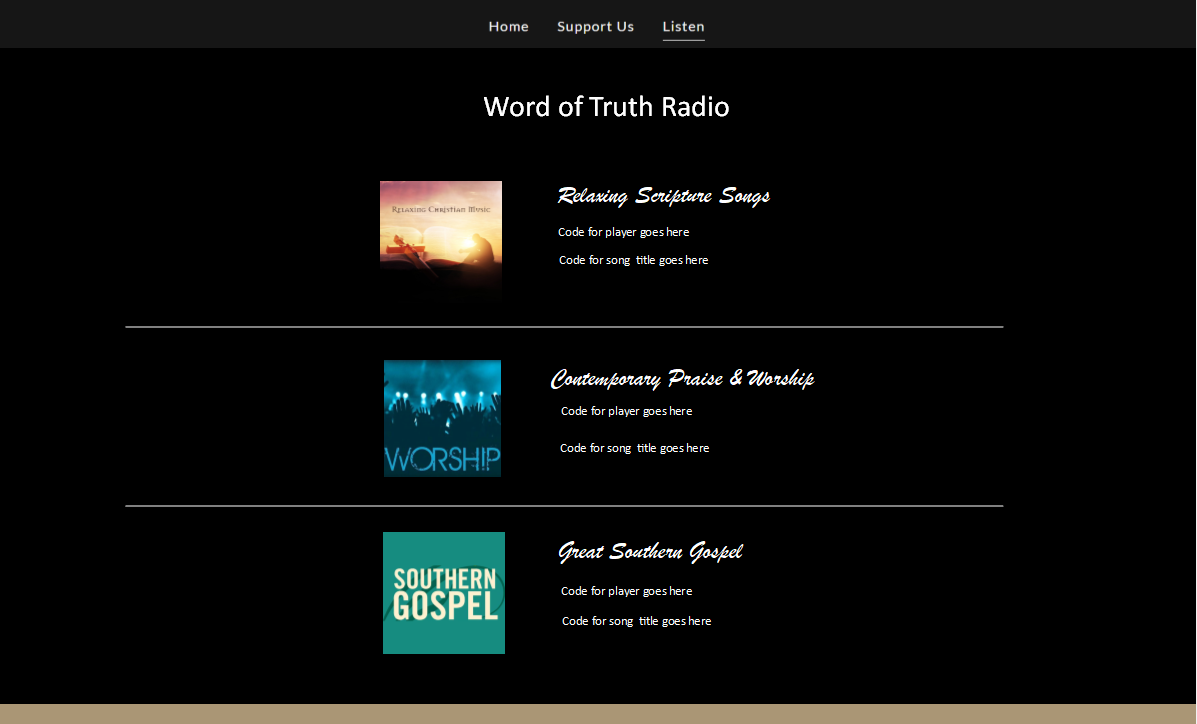 Home Support Us Listen
Word of Truth Radio
Relaxing Christian Music
Relaxing Scripture Songs
Code for player goes here
Code for song title goes here
WORSHIP
Contemporary Praise & Worship
Code for player goes here
Code for song title goes here
SOUTHERN
GOSPEL
Great Southern Gospel
Code for player goes here
Code for song title goes here